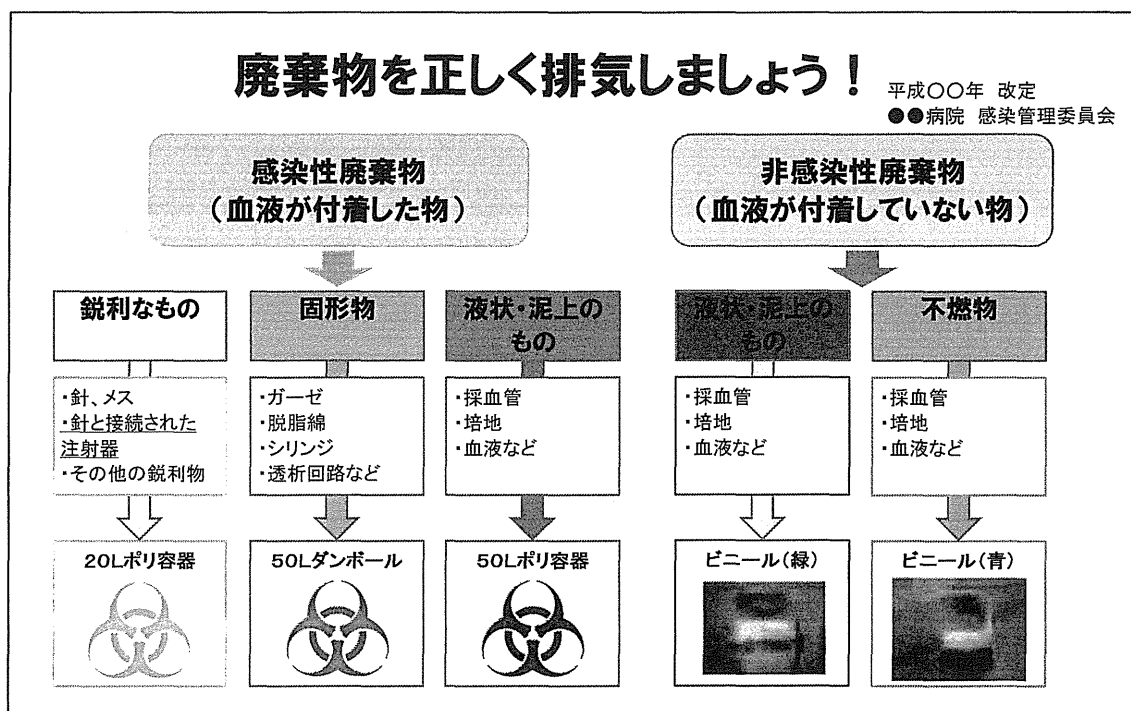 廃棄物を正しく排気しましょう!
平成〇〇年 改定
●●病院 感染管理委員会
感染性廃棄物
(血液が付着した物)
非感染性廃棄物
(血液が付着していない物)
鋭利なもの
固形物
液状・泥上の
もの
液状・泥上の
もの
不燃物
・針、メス
・針と接続された
注射器
・その他の鋭利物
・ガーゼ
・脱脂綿
・シリンジ
・透析回路など
・採血管
・培地
・血液など
・採血管
・培地
・血液など
・採血管
・培地
・血液など
20Lポリ容器
50Lダンボール
50Lポリ容器
ビニール(緑)
ビニール(青)